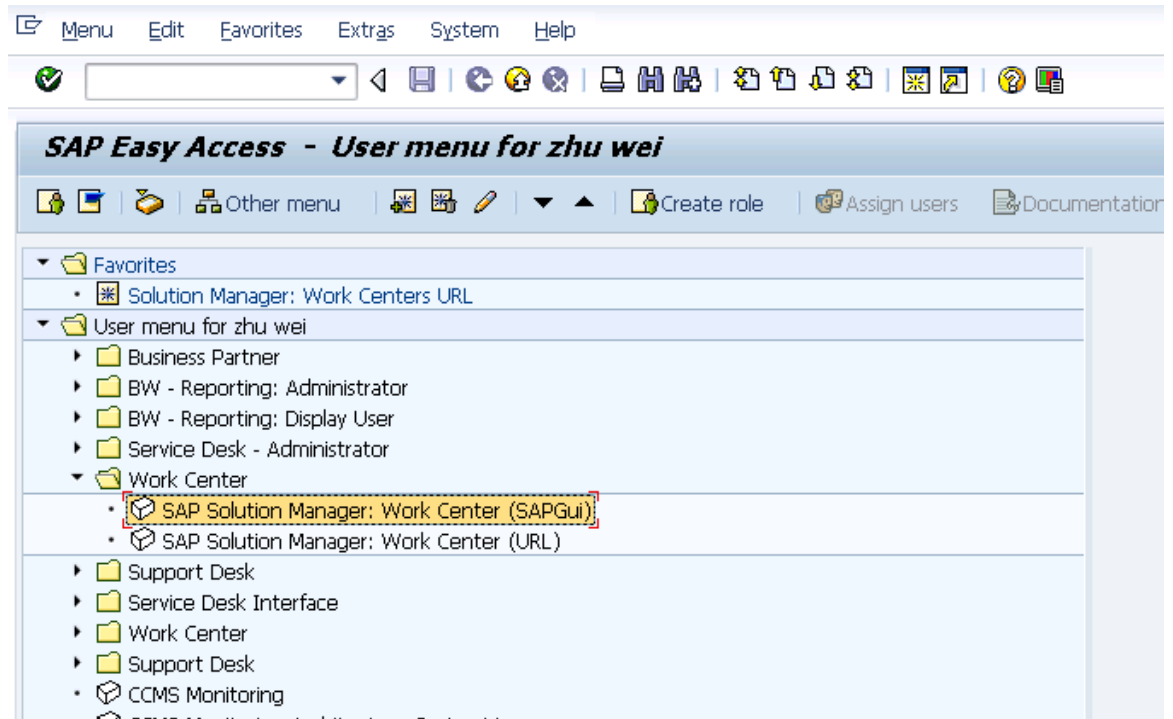 Menu Edit Favorites Extras System Help
SAP Easy Access - User menu for zhu wei
Other menu Create role Assign users Documentation
Favorites
Solution Manager: Work Centers URL
User menu for zhu wei
Business Partner
BW - Reporting: Administrator
BW - Reporting: Display User
Service Desk - Administrator
Work Center
SAP Solution Manager: Work Center (SAPGui)
SAP Solution Manager: Work Center (URL)
Support Desk
Service Desk Interface
Work Center
Support Desk
CCMS Monitoring